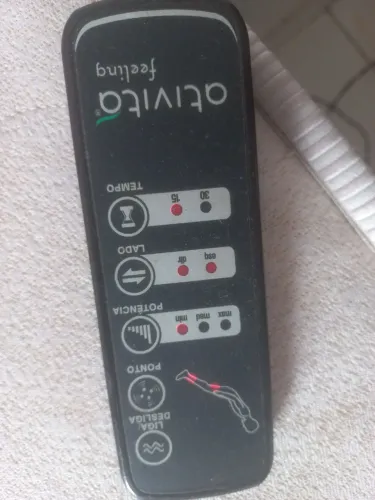 LIGA
DESLIGA
PONTO
POTÊNCIA
min med max
LADO
dir esq
TEMPO
15 30
ativita
feeling